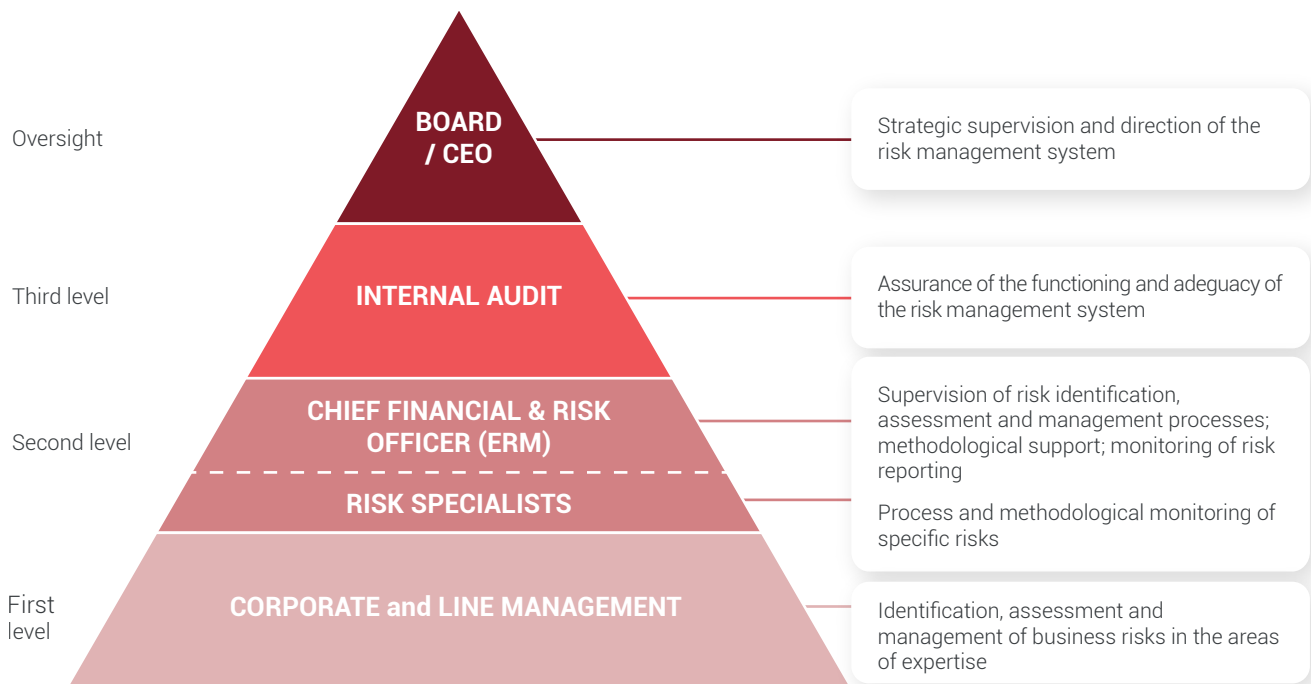 BOARD
/ CEO
Oversight
Strategic supervision and direction of the
risk management system
Third level
INTERNAL AUDIT
Assurance of the functioning and adeguacy of
the risk management system
Second level
CHIEF FINANCIAL & RISK
OFFICER (ERM)
Supervision of risk identification,
assessment and management processes;
methodological support; monitoring of risk
reporting
RISK SPECIALISTS
Process and methodological monitoring of
specific risks
First
level
CORPORATE and LINE MANAGEMENT
Identification, assessment and
management of business risks in the areas
of expertise